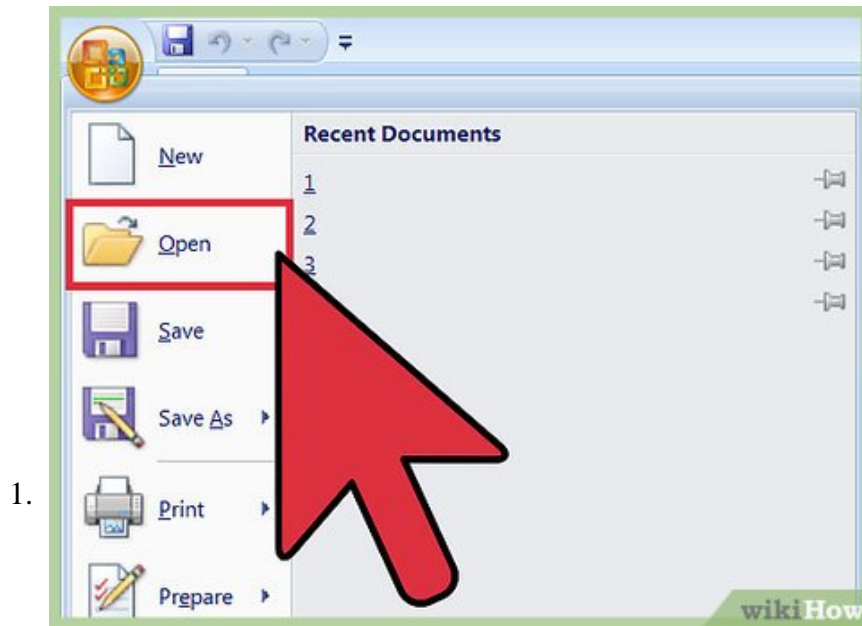 Recent Documents
New
1
2
Open
3
Save
Save As
1.
Print
Prepare
wikiHow